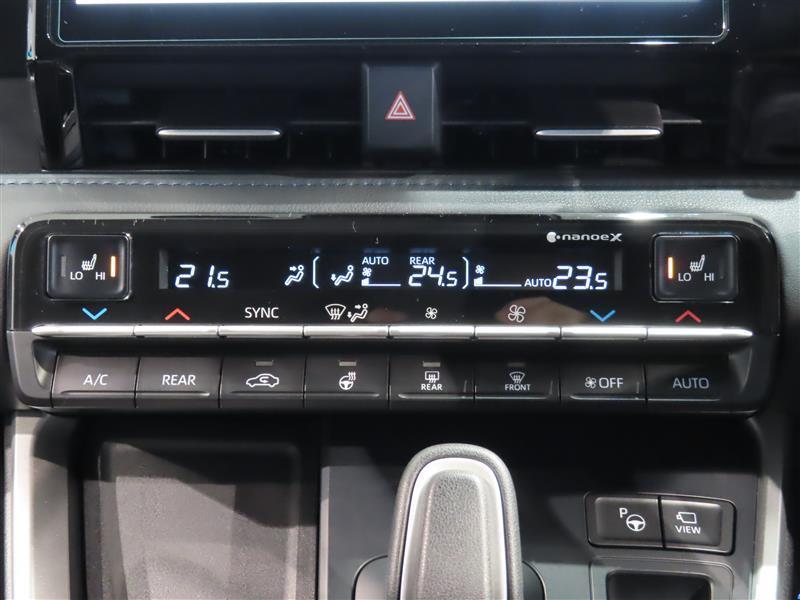 nanoeX
LO HI
21.5
AUTO
REAR
24.5
AUTO 23.5
LO HI
SYNC
A/C
REAR
REAR
FRONT
OFF
AUTO
P
VIEW